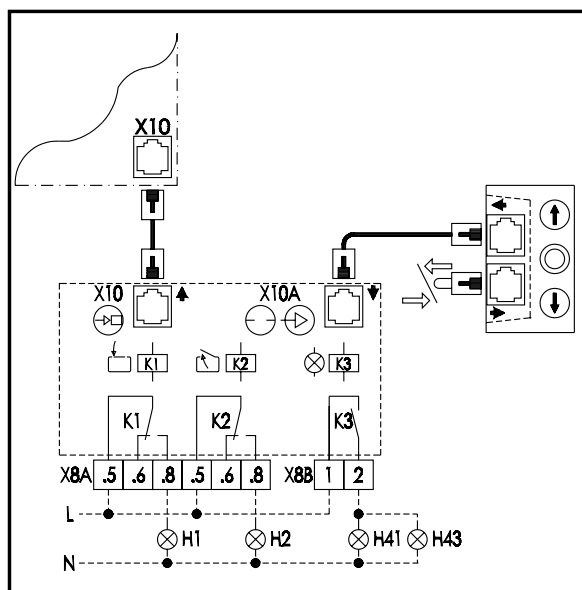 X10
X10 X10A
K1 K2 K3
K1 K2 K3
X8A .5 .6 .8 .5 .6 .8 X8B 1 2
L
H1 H2 H41 H43
N